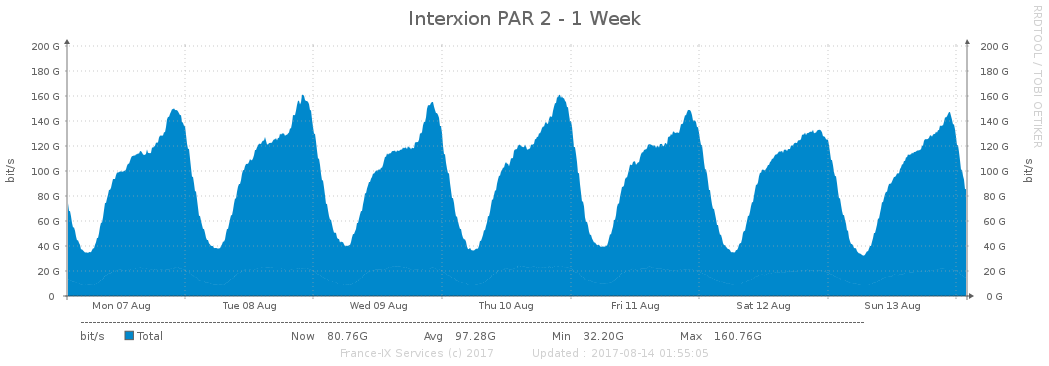 Interxion PAR 2 - 1 Week
RRDTOOL / TOBI OETIKER
200 G 200 G
180 G 180 G
160 G 160 G
140 G 140 G
120 G 120 G
100 G 100 G
80 G 80 G
60 G 60 G
40 G 40 G
20 G 20 G
0 0 G
bit/s bit/s
Mon 07 Aug Tue 08 Aug Wed 09 Aug Thu 10 Aug Fri 11 Aug Sat 12 Aug Sun 13 Aug
bit/s Total Now 80.76G Avg 97.28G Min 32.20G Max 160.76G
France-IX Services (c) 2017 Updated : 2017-08-14 01:55:05